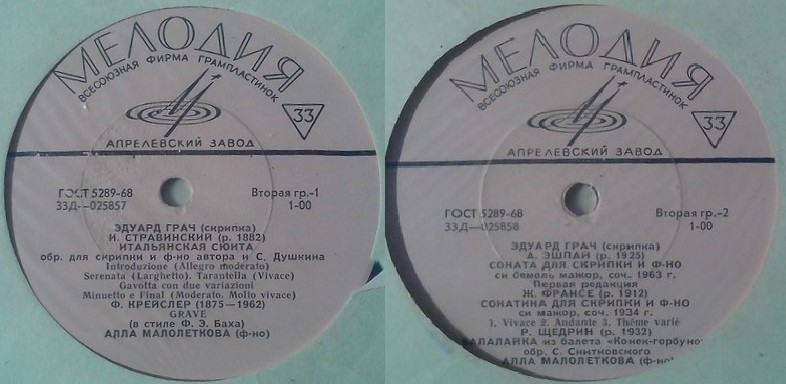 МЕЛОДИЯ
ВСЕСОЮЗНАЯ ФИРМА ГРАМПЛАСТИНОК
33
АПРЕЛЕВСКИЙ ЗАВОД
ГОСТ 5289-68
Вторая гр.-1
33Д—025857
1-00
ЭДУАРД ГРАЧ (скрипка)
И. СТРАВИНСКИЙ (р. 1882)
ИТАЛЬЯНСКАЯ СЮИТА
обр. для скрипки и ф-но автора и С. Душкина
Introduzione (Allegro moderato)
Serenata (Larghetto). Tarantella (Vivace)
Gavotta con due variazioni
Minuetto e Final (Moderato. Molto vivace)
Ф. КРЕЙСЛЕР (1875—1962)
GRAVE
(в стиле Ф. Э. Баха)
АЛЛА МАЛОЛЕТКОВА (ф-но)
МЕЛОДИЯ
ВСЕСОЮЗНАЯ ФИРМА ГРАМПЛАСТИНОК
33
АПРЕЛЕВСКИЙ ЗАВОД
ГОСТ 5289-68
Вторая гр.-2
33Д—025858
1-00
ЭДУАРД ГРАЧ (скрипка)
А. ЭШПАЙ (р. 1925)
СОНАТА ДЛЯ СКРИПКИ И Ф-НО
си бемоль мажор, соч. 1963 г.
Первая редакция
Ж. ФРАНСЕ (р. 1912)
СОНАТИНА ДЛЯ СКРИПКИ И Ф-НО
си мажор, соч. 1934 г.
1. Vivace 2. Andante 3. Thème varié
Р. ЩЕДРИН (р. 1932)
БАЛАЛАЙКА из балета «Конек-горбуно
обр. С. Снитковского
АЛЛА МАЛОЛЕТКОВА (ф-но)